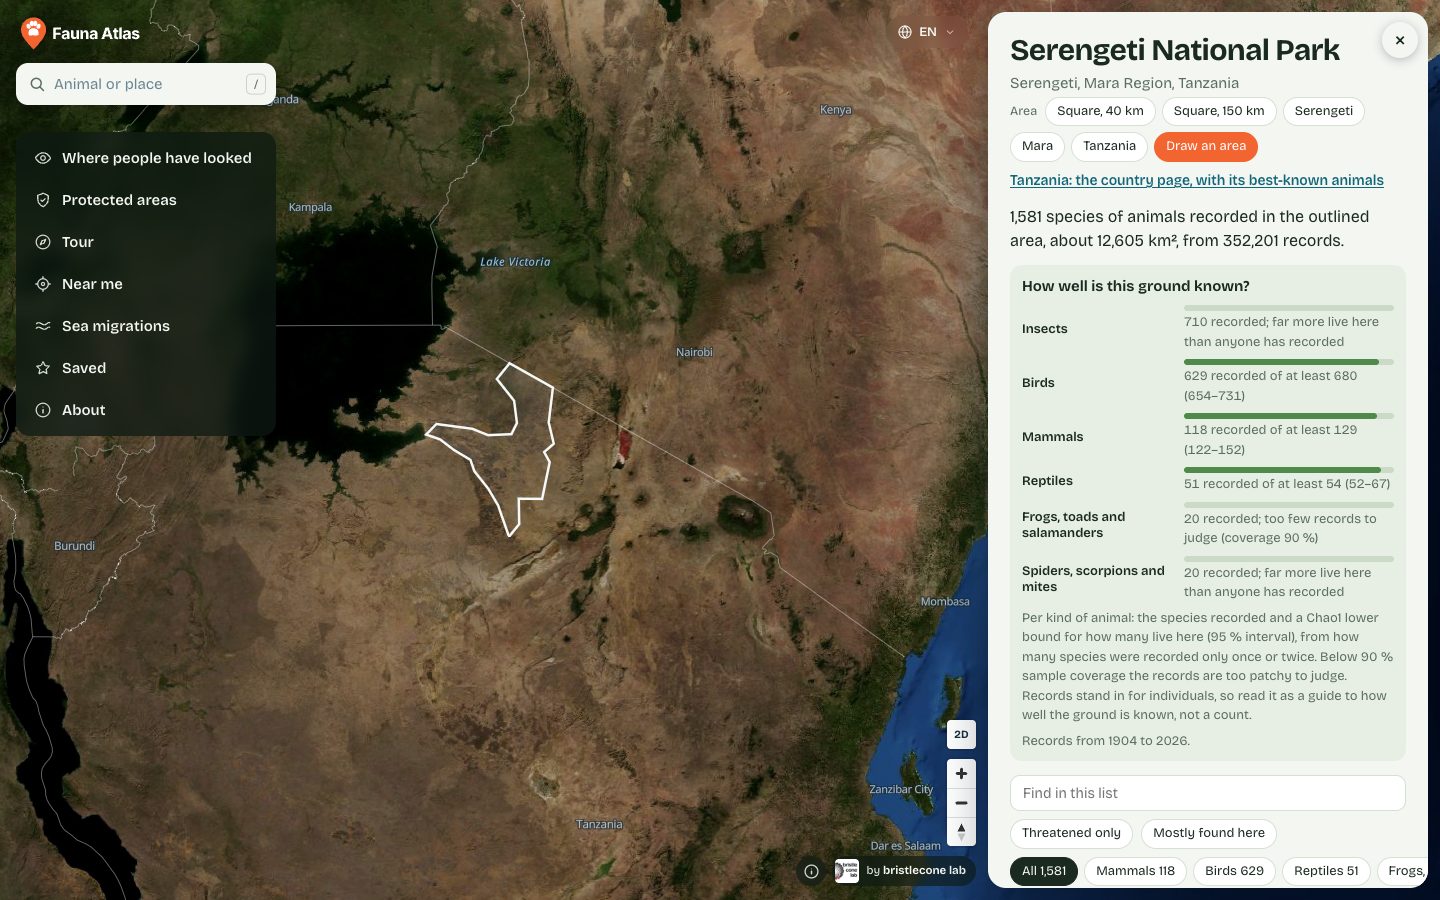 Fauna Atlas
Animal or place
/
Where people have looked
Protected areas
Tour
Near me
Sea migrations
Saved
About
EN
Kenya
Kampala
Lake Victoria
Nairobi
Burundi
Mombasa
Zanzibar City
Tanzania
Dar es Salaam
2D
by bristlecone lab
Serengeti National Park
Serengeti, Mara Region, Tanzania
Area
Square, 40 km
Square, 150 km
Serengeti
Mara
Tanzania
Draw an area
Tanzania: the country page, with its best-known animals
1,581 species of animals recorded in the outlined
area, about 12,605 km², from 352,201 records.
How well is this ground known?
Insects
710 recorded; far more live here
than anyone has recorded
Birds
629 recorded of at least 680
(654–731)
Mammals
118 recorded of at least 129
(122–152)
Reptiles
51 recorded of at least 54 (52–67)
Frogs, toads and
salamanders
20 recorded; too few records to
judge (coverage 90 %)
Spiders, scorpions and
mites
20 recorded; far more live here
than anyone has recorded
Per kind of animal: the species recorded and a Chao1 lower
bound for how many live here (95 % interval), from how
many species were recorded only once or twice. Below 90 %
sample coverage the records are too patchy to judge.
Records stand in for individuals, so read it as a guide to how
well the ground is known, not a count.
Records from 1904 to 2026.
Find in this list
Threatened only
Mostly found here
All 1,581
Mammals 118
Birds 629
Reptiles 51
Frogs,